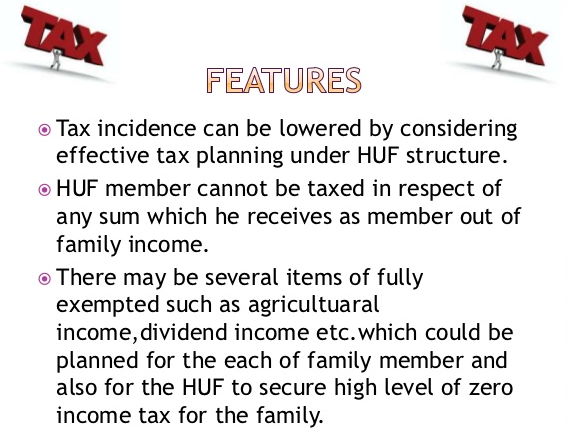 TAX
TAX
FEATURES
Tax incidence can be lowered by considering
effective tax planning under HUF structure.
HUF member cannot be taxed in respect of
any sum which he receives as member out of
family income.
There may be several items of fully
exempted such as agricultuaral
income,dividend income etc.which could be
planned for the each of family member and
also for the HUF to secure high level of zero
income tax for the family.